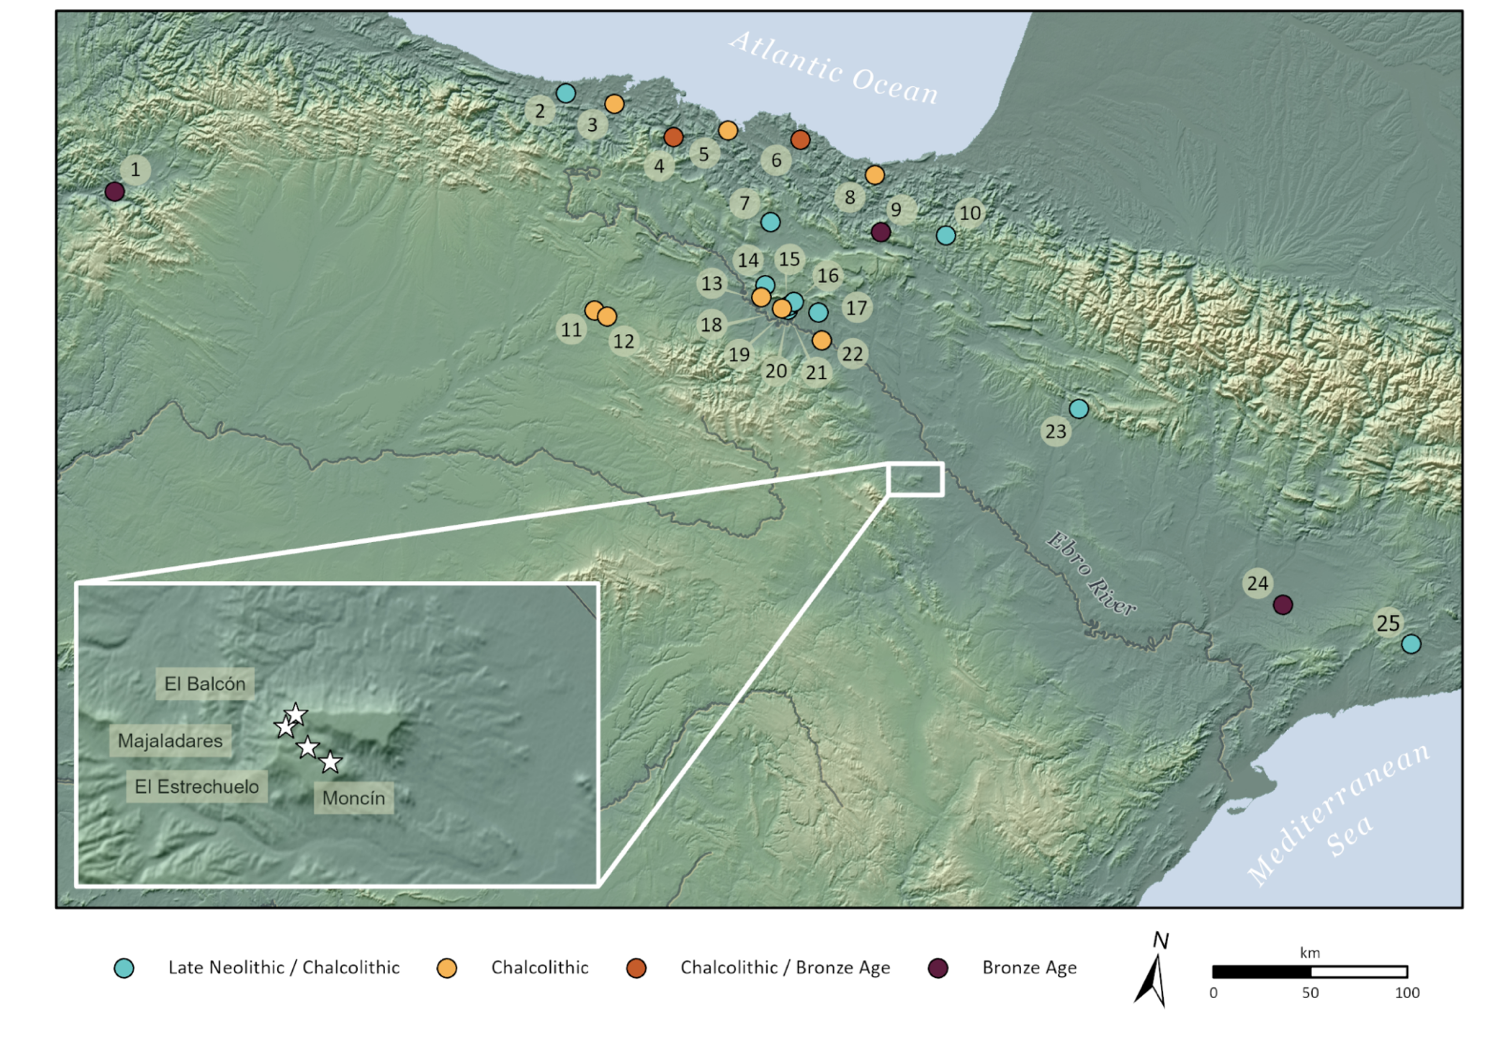 Atlantic Ocean
2
3
4
5
6
1
8
7
9
10
14
15
16
13
17
18
11
12
19
22
20
21
23
Ebro River
24
25
El Balcón
Majaladares
El Estrechuelo
Moncín
Mediterranean
Sea
Late Neolithic / Chalcolithic
Chalcolithic
Chalcolithic / Bronze Age
Bronze Age
N
km
0
50
100